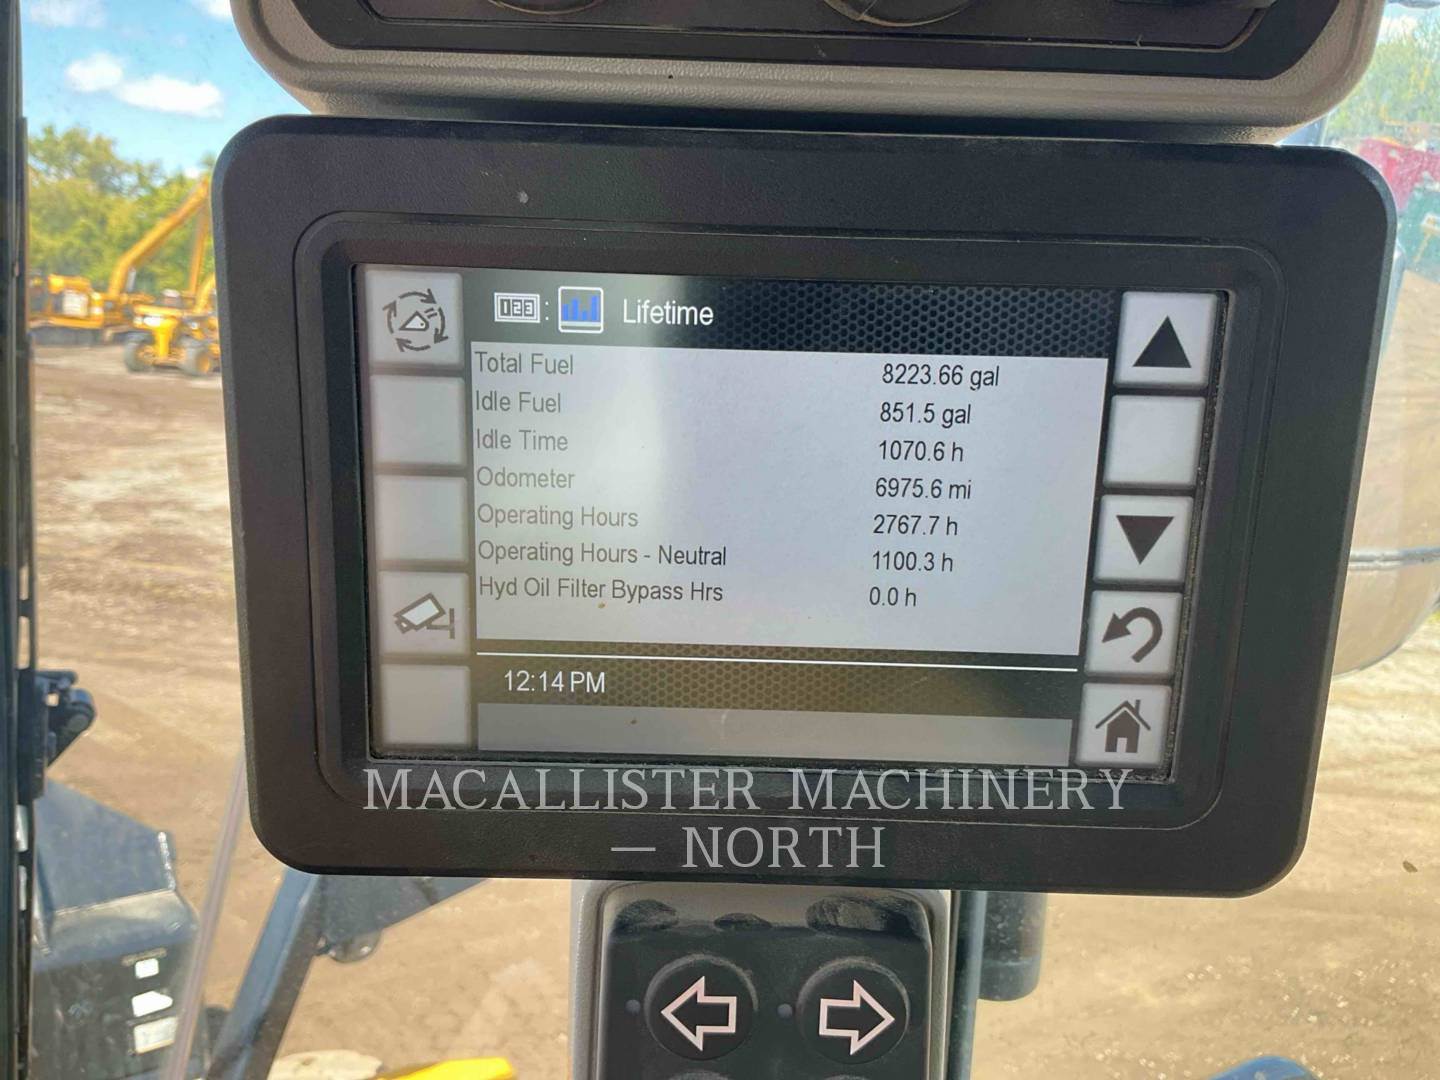 123 : Lifetime
Total Fuel 8223.66 gal
Idle Fuel 851.5 gal
Idle Time 1070.6 h
Odometer 6975.6 mi
Operating Hours 2767.7 h
Operating Hours - Neutral 1100.3 h
Hyd Oil Filter Bypass Hrs 0.0 h
12:14 PM
MACALLISTER MACHINERY
— NORTH